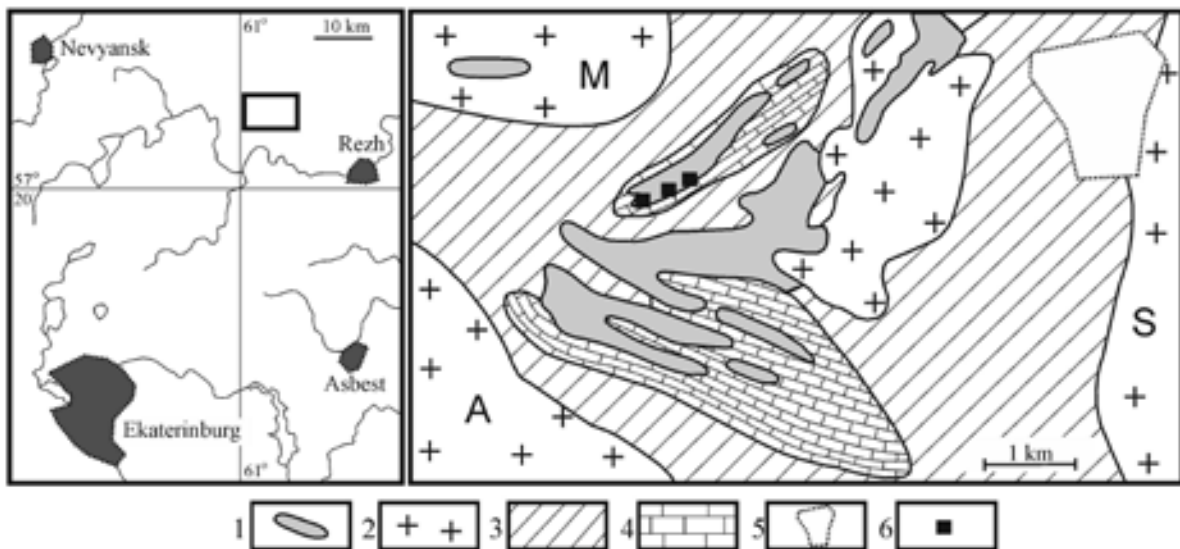 Nevyansk
61°
10 km
Rezh
57°
20
Asbest
Ekaterinburg
61°
M
S
A
1 km
1
2
3
4
5
6